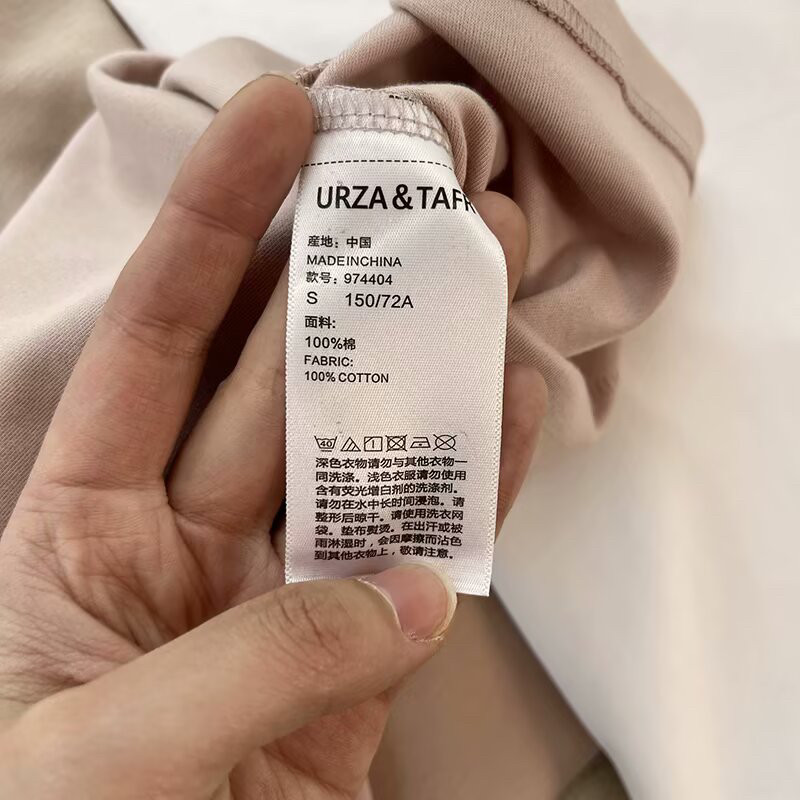 URZA&TAFR
産地：中国
MADEINCHINA
款号：974404
S 150/72A
面料:
100%棉
FABRIC:
100% COTTON
40 1
深色衣物请勿与其他衣物一
同洗涤。浅色衣服请勿使用
含有荧光增白剂的洗涤剂。
请勿在水中长时间浸泡。请
整形后晾干。请使用洗衣网
袋。垫布熨烫。在出汗或被
雨淋湿时，会因摩擦而沾色
到其他衣物上，敬请注意。